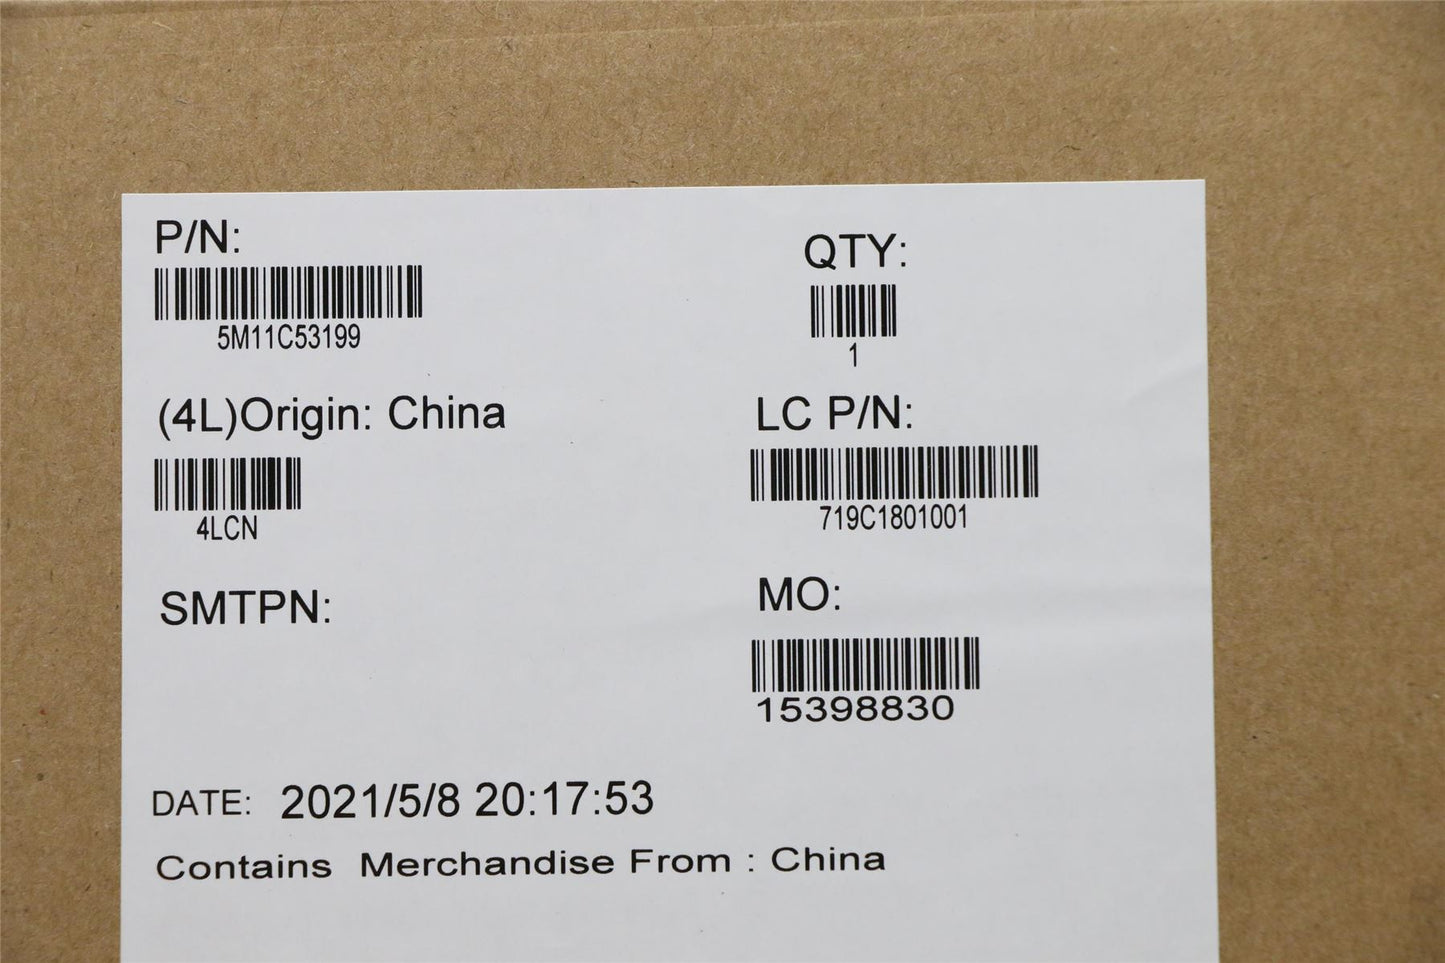 P/N:
5M11C53199
QTY:
1
(4L)Origin: China
4LCN
LC P/N:
719C1801001
SMTPN:
MO:
15398830
DATE: 2021/5/8 20:17:53
Contains Merchandise From : China